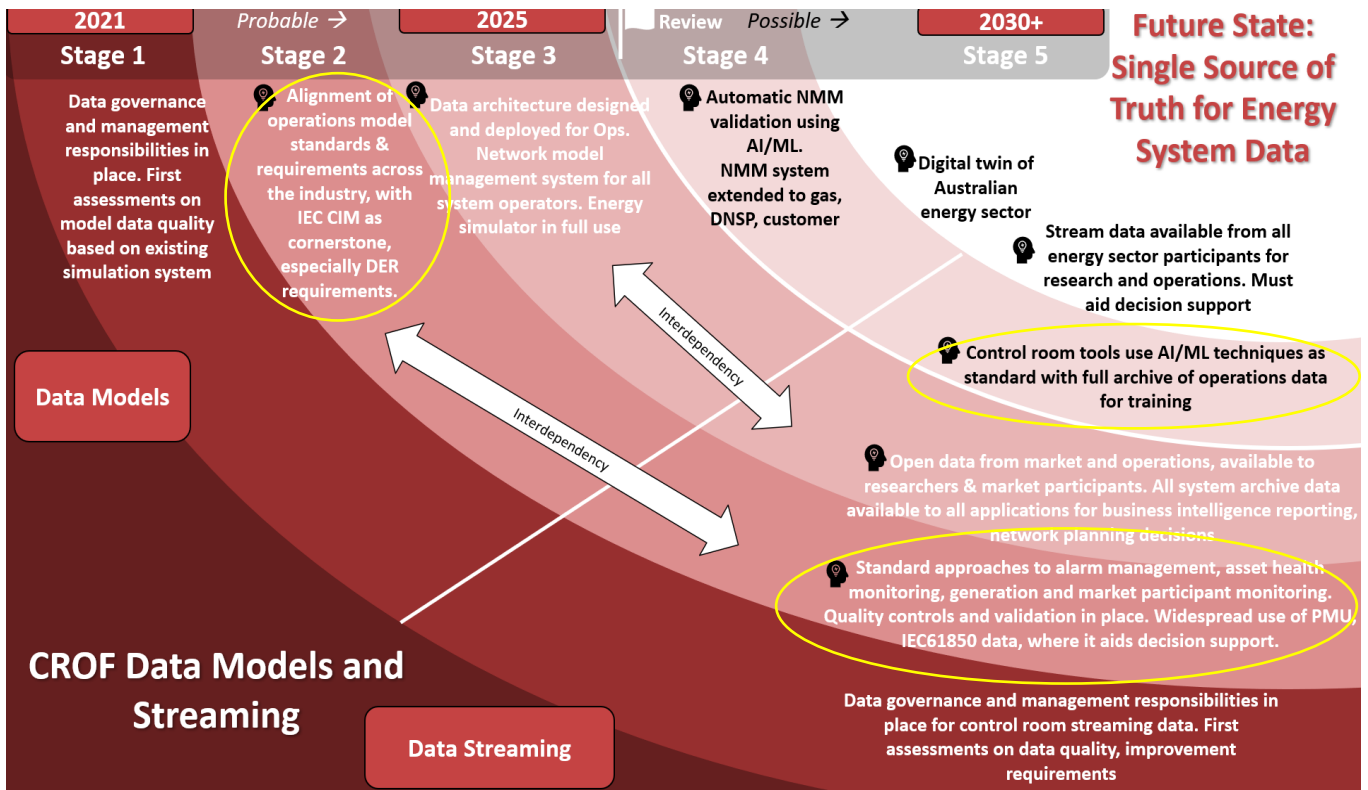 2021
Probable →
2025
Review
Possible →
2030+
Stage 1
Stage 2
Stage 3
Stage 4
Stage 5
Future State:
Single Source of
Truth for Energy
System Data
Data governance
and management
responsibilities in
place. First
assessments on
model data quality
based on existing
simulation system
Alignment of
operations model
standards &
requirements across
the industry, with
IEC CIM as
cornerstone,
especially DER
requirements.
Data architecture designed
and deployed for Ops.
Network model
management system for all
system operators. Energy
simulator in full use
Automatic NMM
validation using
AI/ML.
NMM system
extended to gas,
DNSP, customer
Digital twin of
Australian
energy sector
Stream data available from all
energy sector participants for
research and operations. Must
aid decision support
Interdependency
Interdependency
Data Models
Control room tools use AI/ML techniques as
standard with full archive of operations data
for training
Open data from market and operations, available to
researchers & market participants. All system archive data
available to all applications for business intelligence reporting,
network planning decisions
Standard approaches to alarm management, asset health
monitoring, generation and market participant monitoring.
Quality controls and validation in place. Widespread use of PMU,
IEC61850 data, where it aids decision support.
CROF Data Models and
Streaming
Data Streaming
Data governance and management responsibilities in
place for control room streaming data. First
assessments on data quality, improvement
requirements